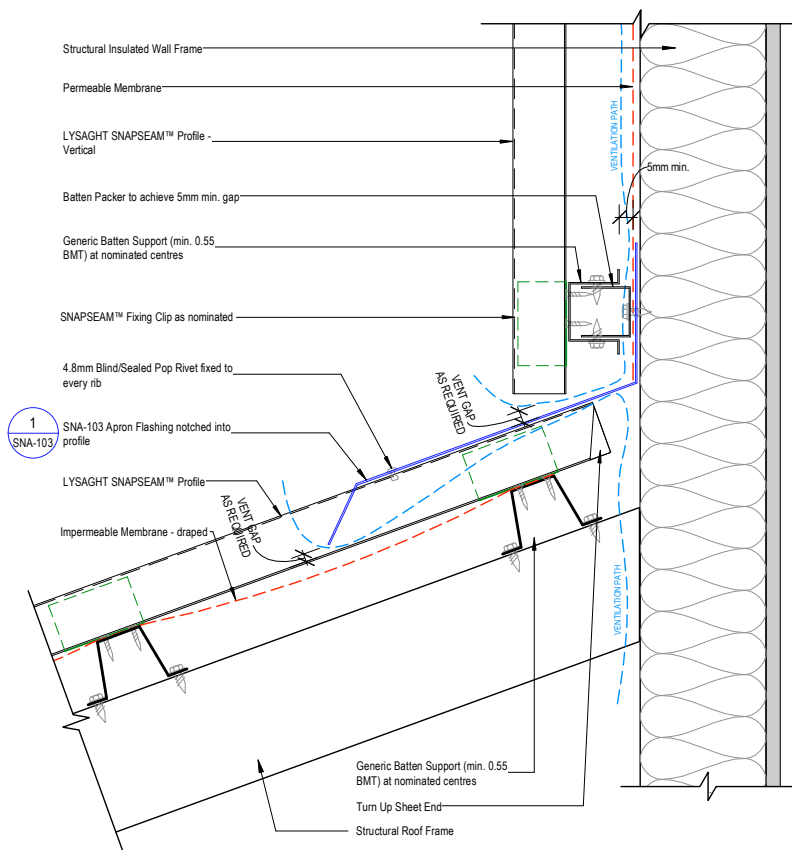 Structural Insulated Wall Frame
Permeable Membrane
LYSAGHT SNAPSEAM™ Profile -
Vertical
Batten Packer to achieve 5mm min. gap
Generic Batten Support (min. 0.55
BMT) at nominated centres
SNAPSEAM™ Fixing Clip as nominated
4.8mm Blind/Sealed Pop Rivet fixed to
every rib
1
SNA-103
SNA-103 Apron Flashing notched into
profile
LYSAGHT SNAPSEAM™ Profile
Impermeable Membrane - draped
VENTILATION PATH
5mm min.
VENT GAP
AS REQUIRED
VENT GAP
AS REQUIRED
VENTILATION PATH
Generic Batten Support (min. 0.55
BMT) at nominated centres
Turn Up Sheet End
Structural Roof Frame